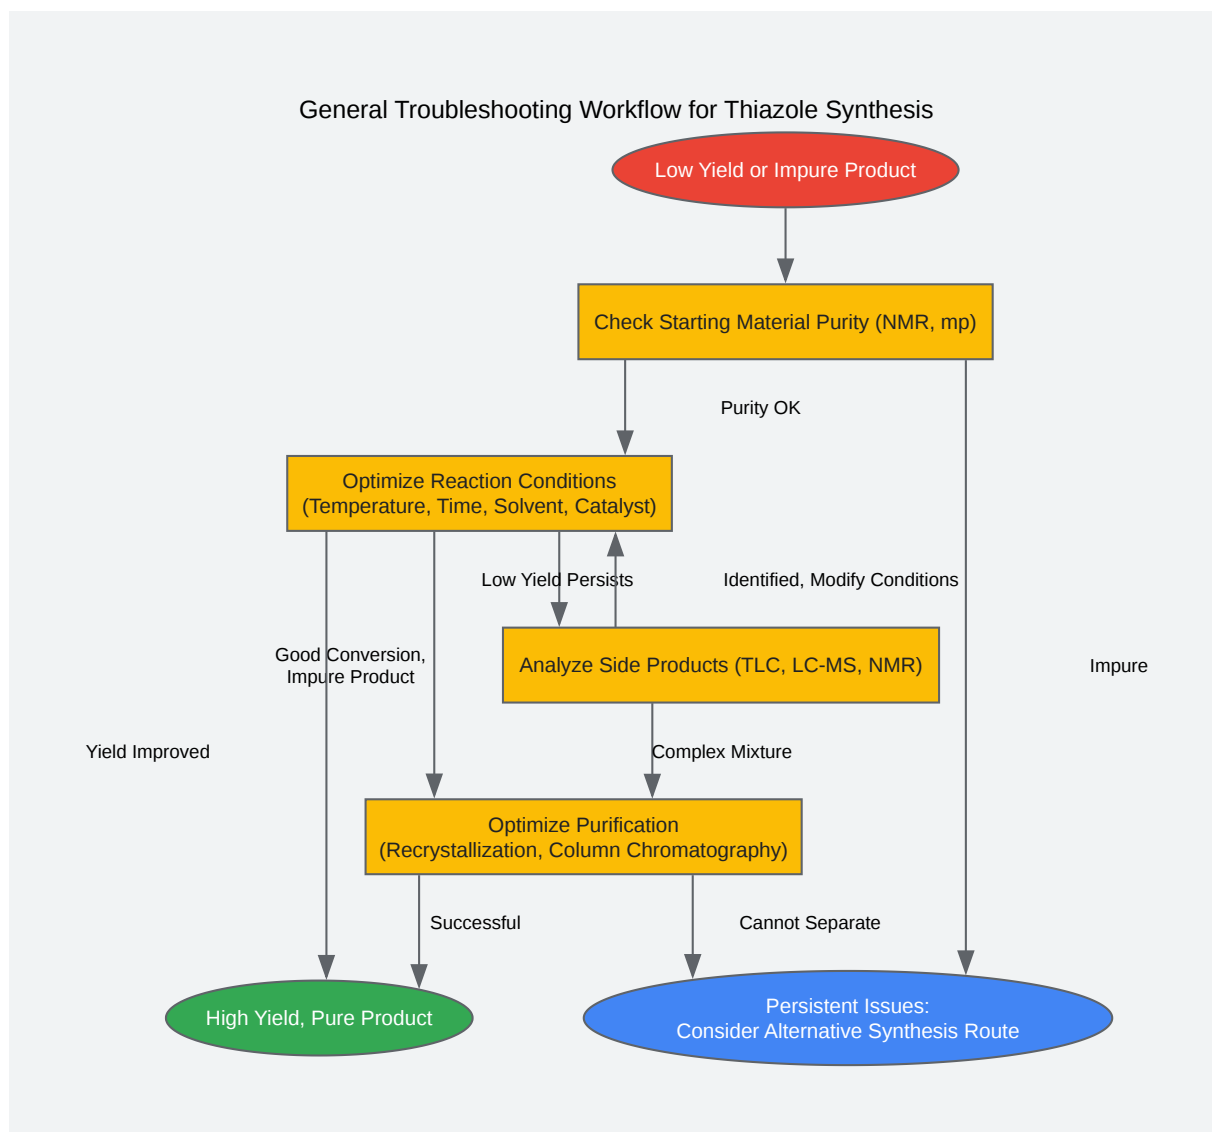 General Troubleshooting Workflow for Thiazole Synthesis
Low Yield or Impure Product
Check Starting Material Purity (NMR, mp)
Purity OK
Optimize Reaction Conditions
(Temperature, Time, Solvent, Catalyst)
Low Yield Persists
Identified, Modify Conditions
Good Conversion,
Impure Product
Analyze Side Products (TLC, LC-MS, NMR)
Impure
Yield Improved
Complex Mixture
Optimize Purification
(Recrystallization, Column Chromatography)
Successful
Cannot Separate
High Yield, Pure Product
Persistent Issues:
Consider Alternative Synthesis Route